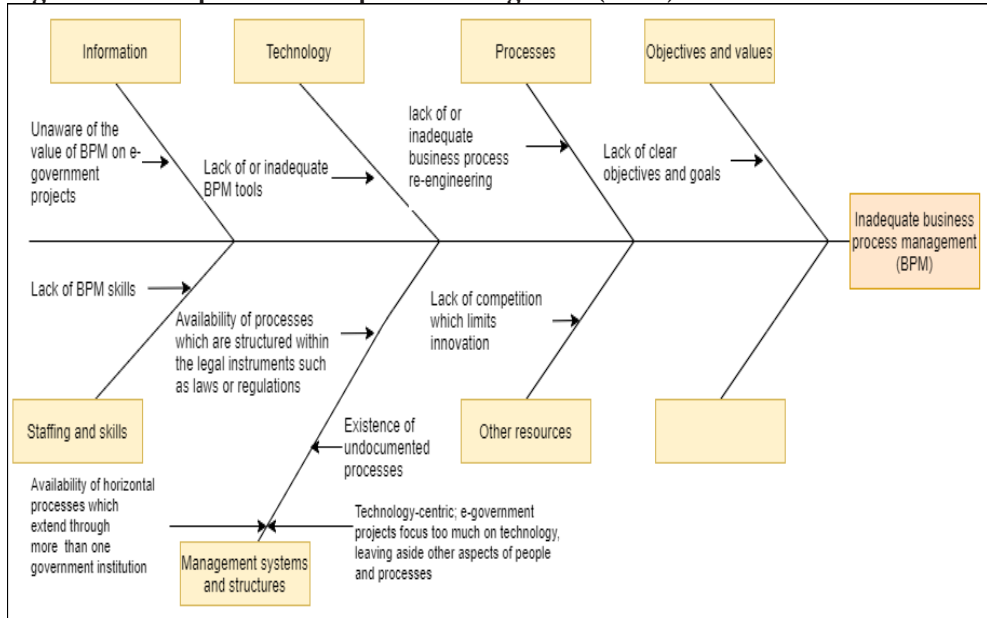 Information
Technology
Processes
Objectives and values
Unaware of the
value of BPM on e-
government
projects
Lack of or inadequate
BPM tools
lack of or
inadequate
business process
re-engineering
Lack of clear
objectives and goals
Inadequate business
process management
(BPM)
Lack of BPM skills
Availability of processes
which are structured within
the legal instruments such
as laws or regulations
Lack of competition
which limits
innovation
Staffing and skills
Existence of
undocumented
processes
Other resources
Availability of horizontal
processes which
extend through
more than one
government institution
Technology-centric; e-government
projects focus too much on technology,
leaving aside other aspects of people
and processes
Management systems
and structures